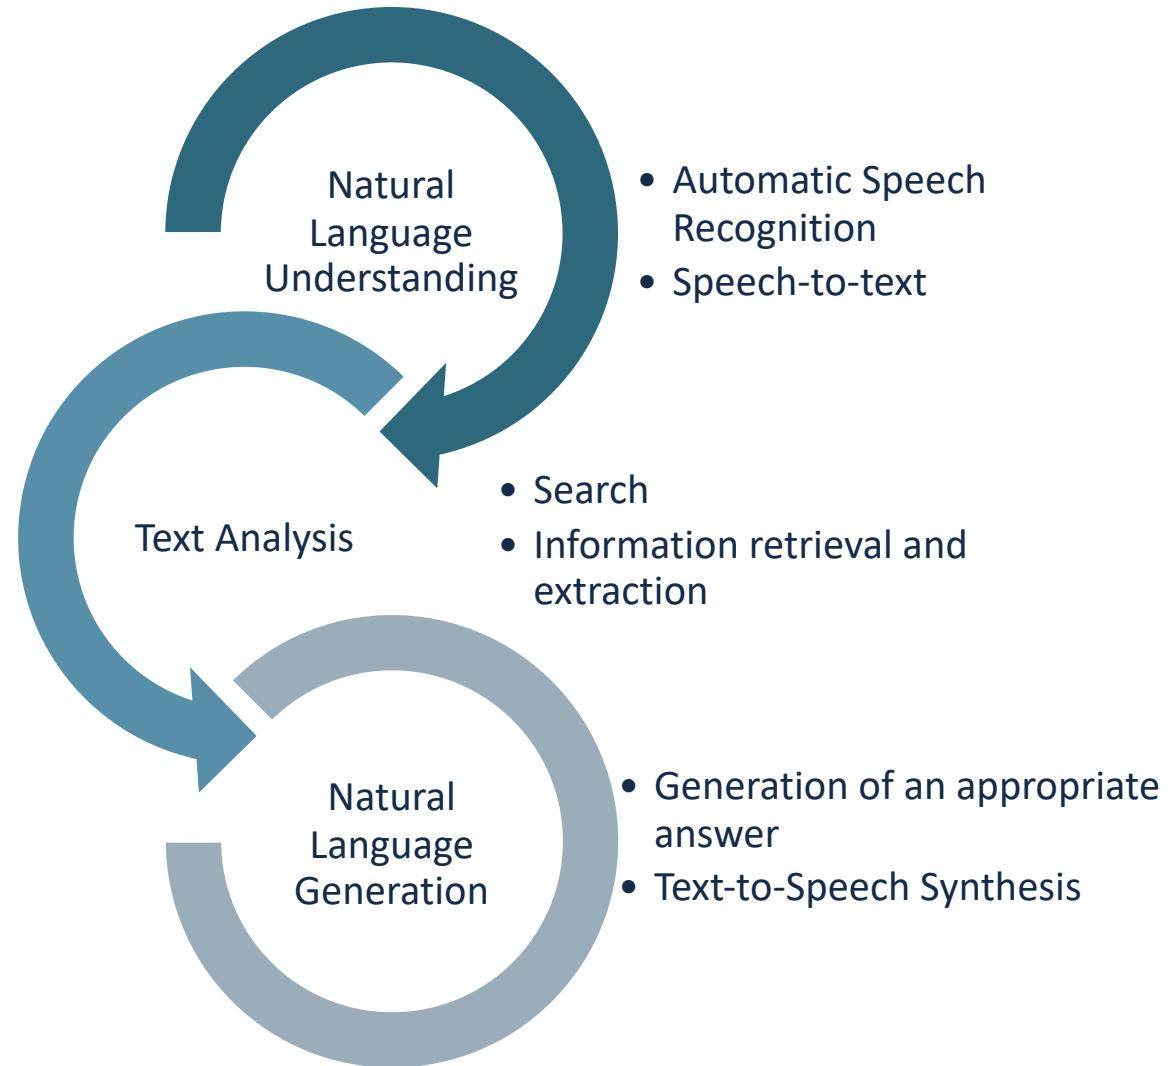 Natural
Language
Understanding
• Automatic Speech
Recognition
• Speech-to-text
Text Analysis
• Search
• Information retrieval and
extraction
Natural
Language
Generation
• Generation of an appropriate
answer
• Text-to-Speech Synthesis